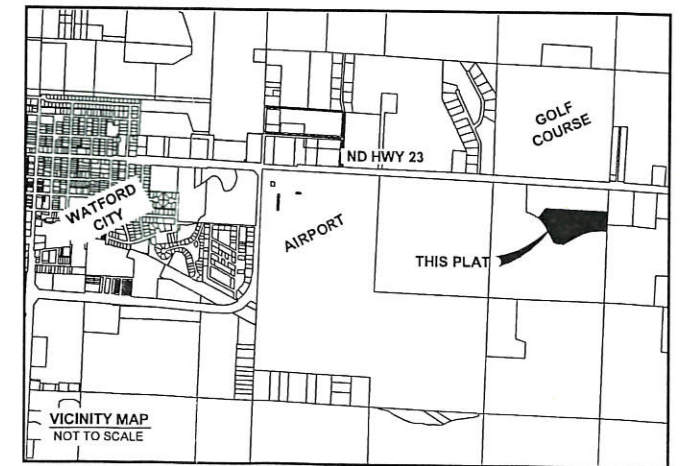 GOLF
COURSE
ND HWY 23
WATFORD
CITY
AIRPORT
THIS PLAT
VICINITY MAP
NOT TO SCALE